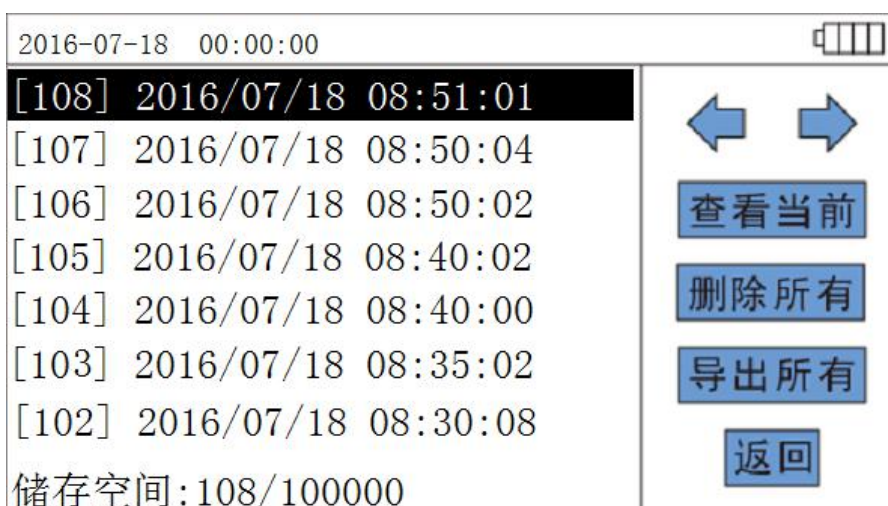 2016-07-18 00:00:00
[108] 2016/07/18 08:51:01
[107] 2016/07/18 08:50:04
[106] 2016/07/18 08:50:02
[105] 2016/07/18 08:40:02
[104] 2016/07/18 08:40:00
[103] 2016/07/18 08:35:02
[102] 2016/07/18 08:30:08
储存空间:108/100000
查看当前
删除所有
导出所有
返回